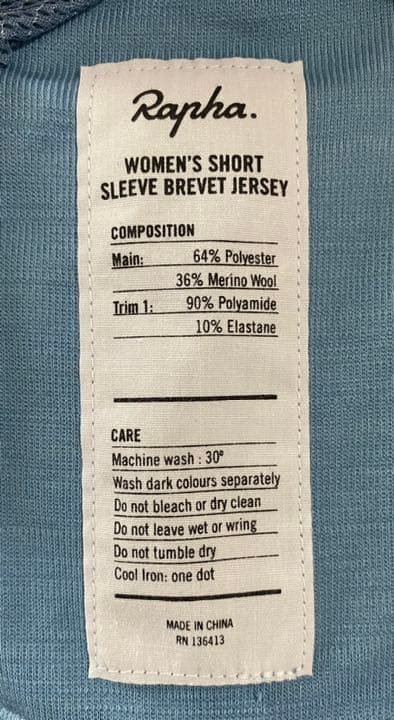 Rapha.
WOMEN'S SHORT
SLEEVE BREVET JERSEY
COMPOSITION
Main: 64% Polyester
36% Merino Wool
Trim 1: 90% Polyamide
10% Elastane
CARE
Machine wash : 30°
Wash dark colours separately
Do not bleach or dry clean
Do not leave wet or wring
Do not tumble dry
Cool Iron: one dot
MADE IN CHINA
RN 136413